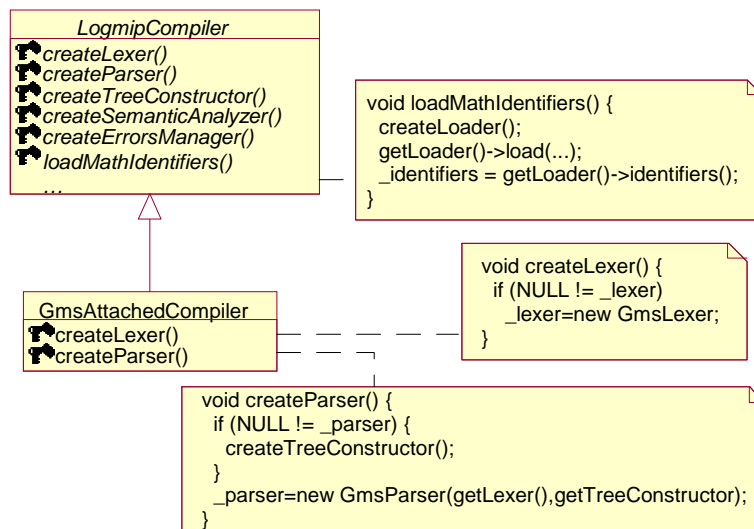 LogmipCompiler
createLexer()
createParser()
createTreeConstructor()
createSemanticAnalyzer()
createErrorsManager()
loadMathIdentifiers()
...
void loadMathIdentifiers() {
createLoader();
getLoader()->load(...);
_identifiers = getLoader()->identifiers();
}
GmsAttachedCompiler
createLexer()
createParser()
void createLexer() {
if (NULL != _lexer)
_lexer=new GmsLexer;
}
void createParser() {
if (NULL != _parser) {
createTreeConstructor();
}
_parser=new GmsParser(getLexer(),getTreeConstructor);
}